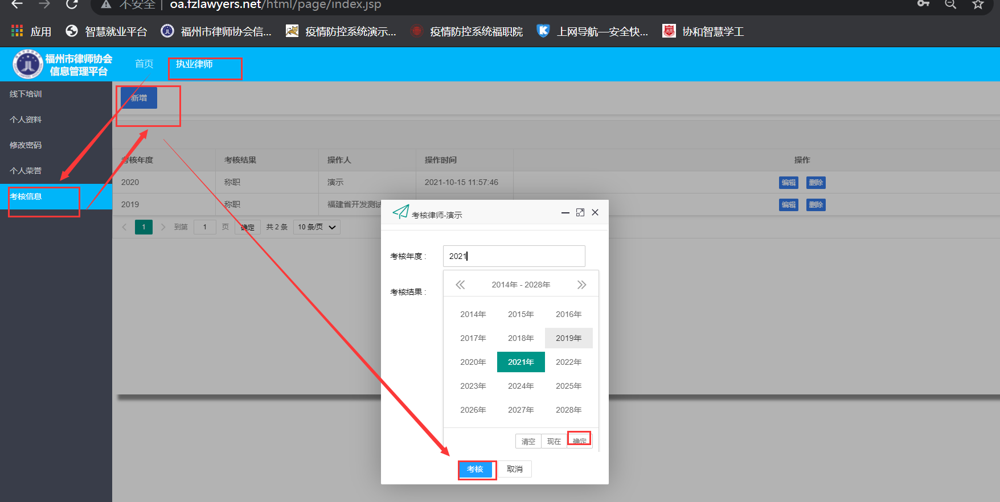 不安全 | oa.fzlawyers.net/html/page/index.jsp
应用 智慧就业平台 福州市律师协会信... 疫情防控系统演示... 疫情防控系统福职院 上网导航—安全快... 协和智慧学工
福州市律师协会
信息管理平台
首页 执业律师
线下培训
个人资料
修改密码
个人荣誉
考核信息
新增
考核年度 考核结果 操作人 操作时间 操作
2020 称职 演示 2021-10-15 11:57:46 编辑 删除
2019 称职 福建省开发测试 编辑 删除
1 到第 1 页 确定 共 2 条 10 条/页
考核律师-演示
考核年度 : 2021
考核结果 :
2014年 - 2028年
2014年 2015年 2016年
2017年 2018年 2019年
2020年 2021年 2022年
2023年 2024年 2025年
2026年 2027年 2028年
清空 现在 确定
考核 取消